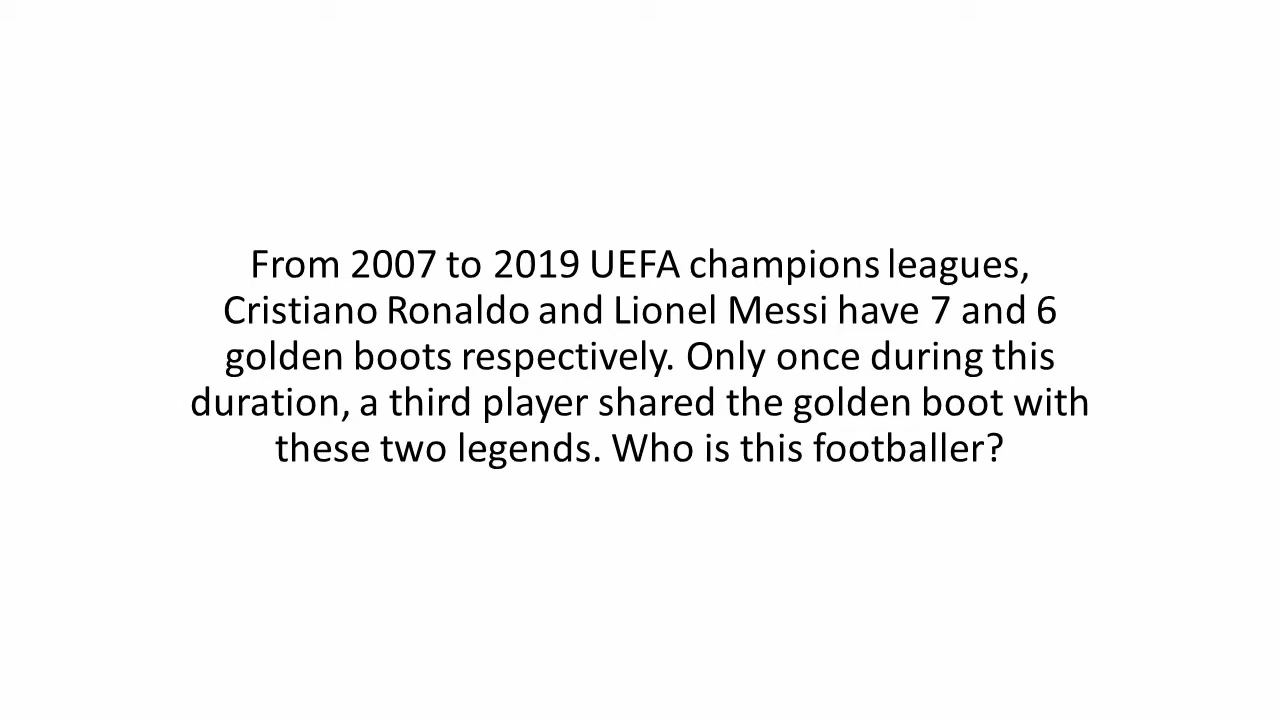 From 2007 to 2019 UEFA champions leagues,
Cristiano Ronaldo and Lionel Messi have 7 and 6
golden boots respectively. Only once during this
duration, a third player shared the golden boot with
these two legends. Who is this footballer?